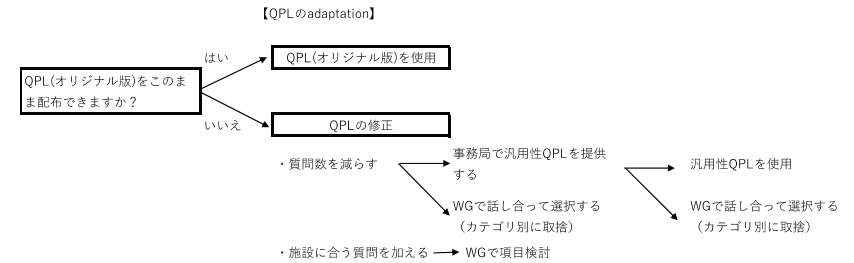 【QPLのadaptation】
はい
QPL(オリジナル版)を使用
QPL(オリジナル版)をこのま
ま配布できますか？
いいえ
QPLの修正
・質問数を減らす
事務局で汎用性QPLを提供
する
汎用性QPLを使用
WGで話し合って選択する
（カテゴリ別に取捨）
WGで話し合って選択する
（カテゴリ別に取捨）
・施設に合う質問を加える
WGで項目検討